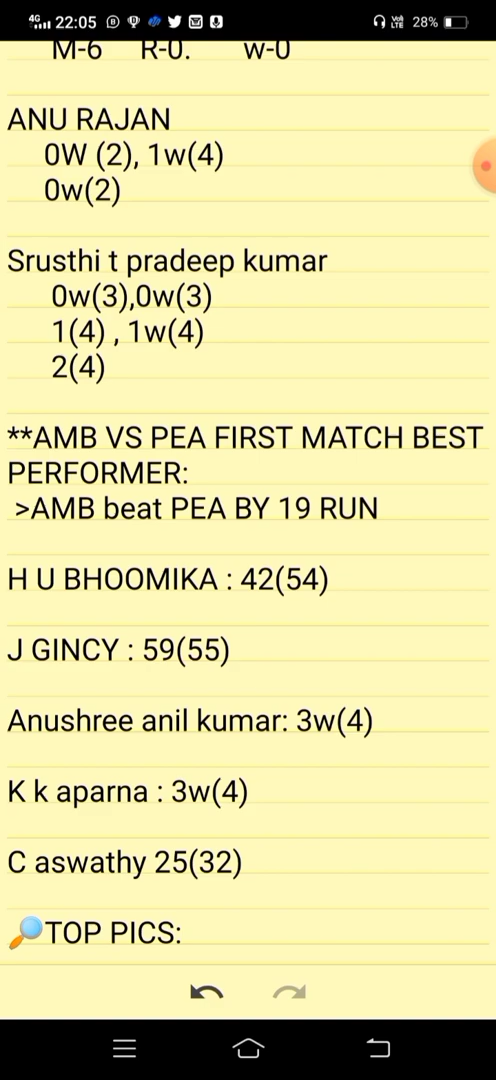 4G 22:05 28%
M-6 R-0. W-0
ANU RAJAN
0W (2), 1w(4)
0w(2)
Srusthi t pradeep kumar
0w(3),0w(3)
1(4) , 1w(4)
2(4)
**AMB VS PEA FIRST MATCH BEST
PERFORMER:
>AMB beat PEA BY 19 RUN
H U BHOOMIKA : 42(54)
J GINCY : 59(55)
Anushree anil kumar: 3w(4)
K k aparna : 3w(4)
C aswathy 25(32)
TOP PICS: